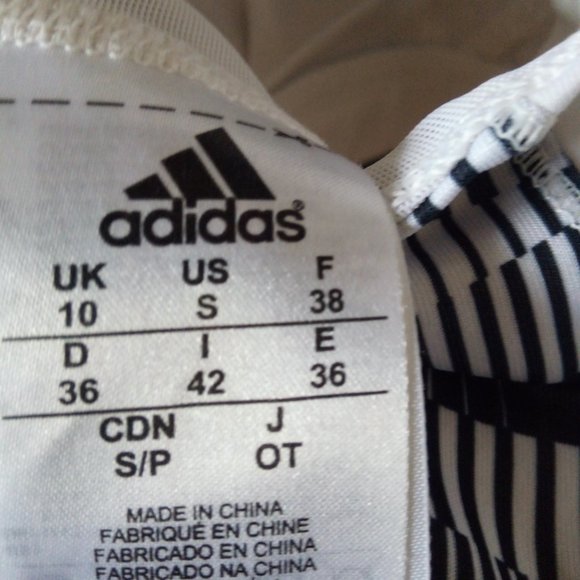 adidas®
UK US F
10 S 38
D I E
36 42 36
CDN J
S/P OT
MADE IN CHINA
FABRIQUÉ EN CHINE
FABRICADO EN CHINA
FABRICADO NA CHINA